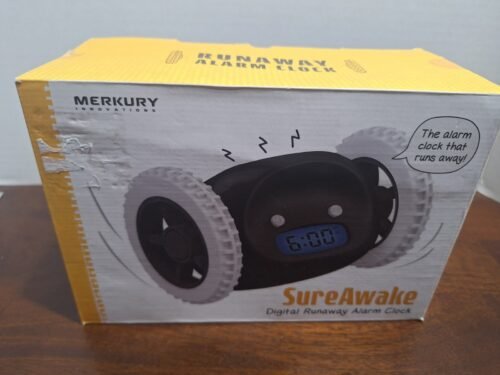 RUNAWAY
ALARM CLOCK
MERKURY
INNOVATIONS
The alarm
clock that
runs away!
6:00
SureAwake
Digital Runaway Alarm Clock